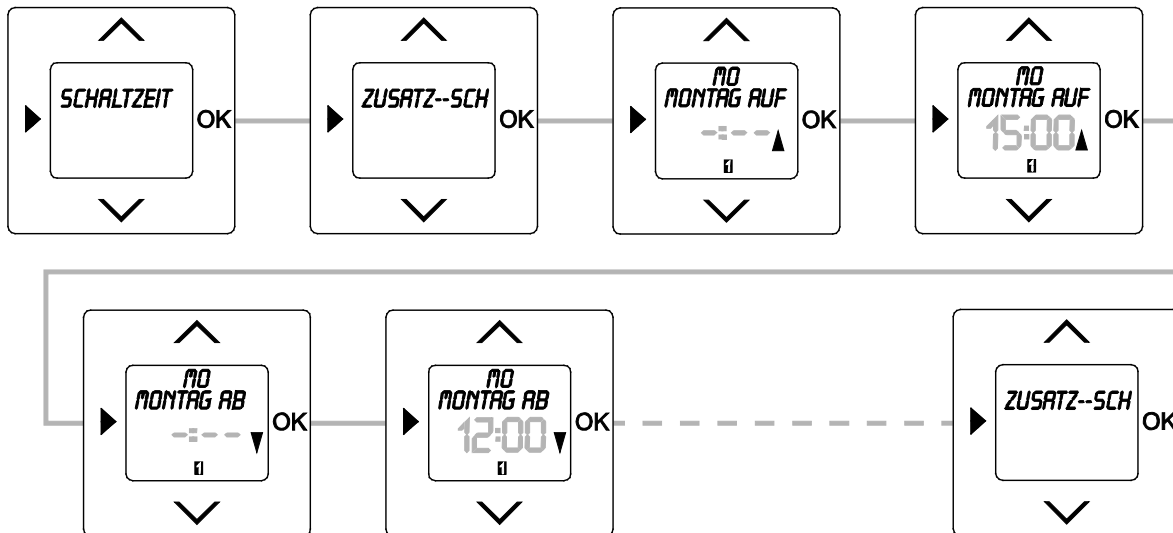 SCHALTZEIT
OK
ZUSATZ--SCH
OK
MO
MONTAG AUF
-:--
1
OK
MO
MONTAG AUF
15:00
1
OK
MO
MONTAG AB
-:--
1
OK
MO
MONTAG AB
12:00
1
OK
ZUSATZ--SCH
OK